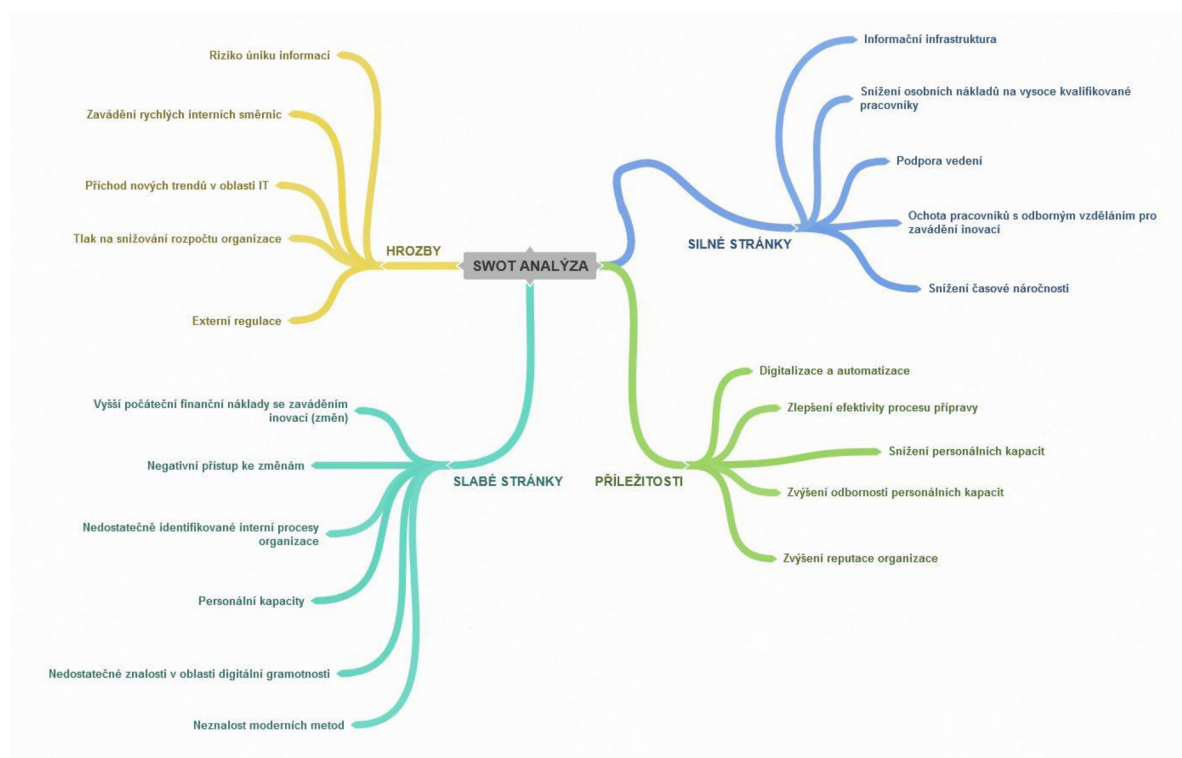 SWOT ANALÝZA
HROZBY
Riziko úniku informací
Zavádění rychlých interních směrnic
Příchod nových trendů v oblasti IT
Tlak na snižování rozpočtu organizace
Externí regulace
SILNÉ STRÁNKY
Informační infrastruktura
Snížení osobních nákladů na vysoce kvalifikované
pracovníky
Podpora vedení
Ochota pracovníků s odborným vzděláním pro
zavádění inovací
Snížení časové náročnosti
SLABÉ STRÁNKY
Vyšší počáteční finanční náklady se zaváděním
inovací (změn)
Negativní přístup ke změnám
Nedostatečně identifikované interní procesy
organizace
Personální kapacity
Nedostatečné znalosti v oblasti digitální gramotnosti
Neznalost moderních metod
PŘÍLEŽITOSTI
Digitalizace a automatizace
Zlepšení efektivity procesu přípravy
Snížení personálních kapacit
Zvýšení odbornosti personálních kapacit
Zvýšení reputace organizace